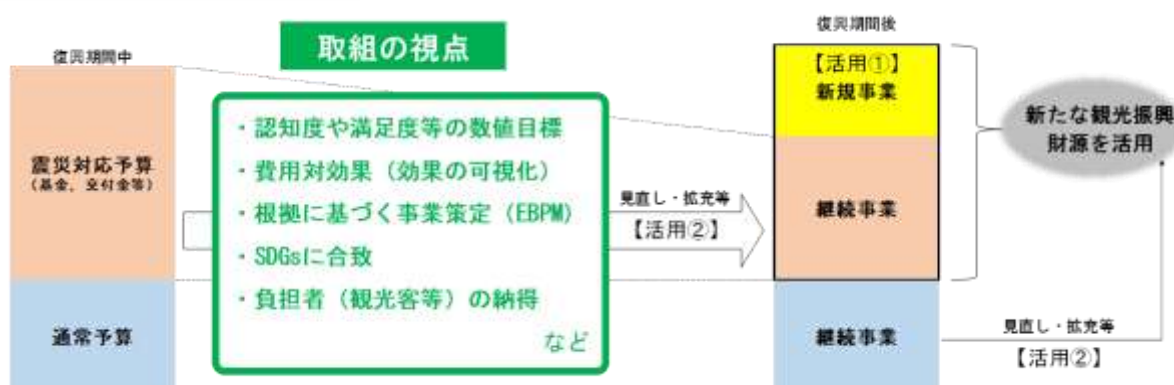 復興期間中
震災対応予算
(基金、交付金等)
通常予算
取組の視点
・認知度や満足度等の数値目標
・費用対効果（効果の可視化）
・根拠に基づく事業策定（EBPM）
・SDGsに合致
・負担者（観光客等）の納得
など
見直し・拡充等
【活用②】
復興期間後
【活用①】
新規事業
継続事業
継続事業
新たな観光振興
財源を活用
見直し・拡充等
【活用②】